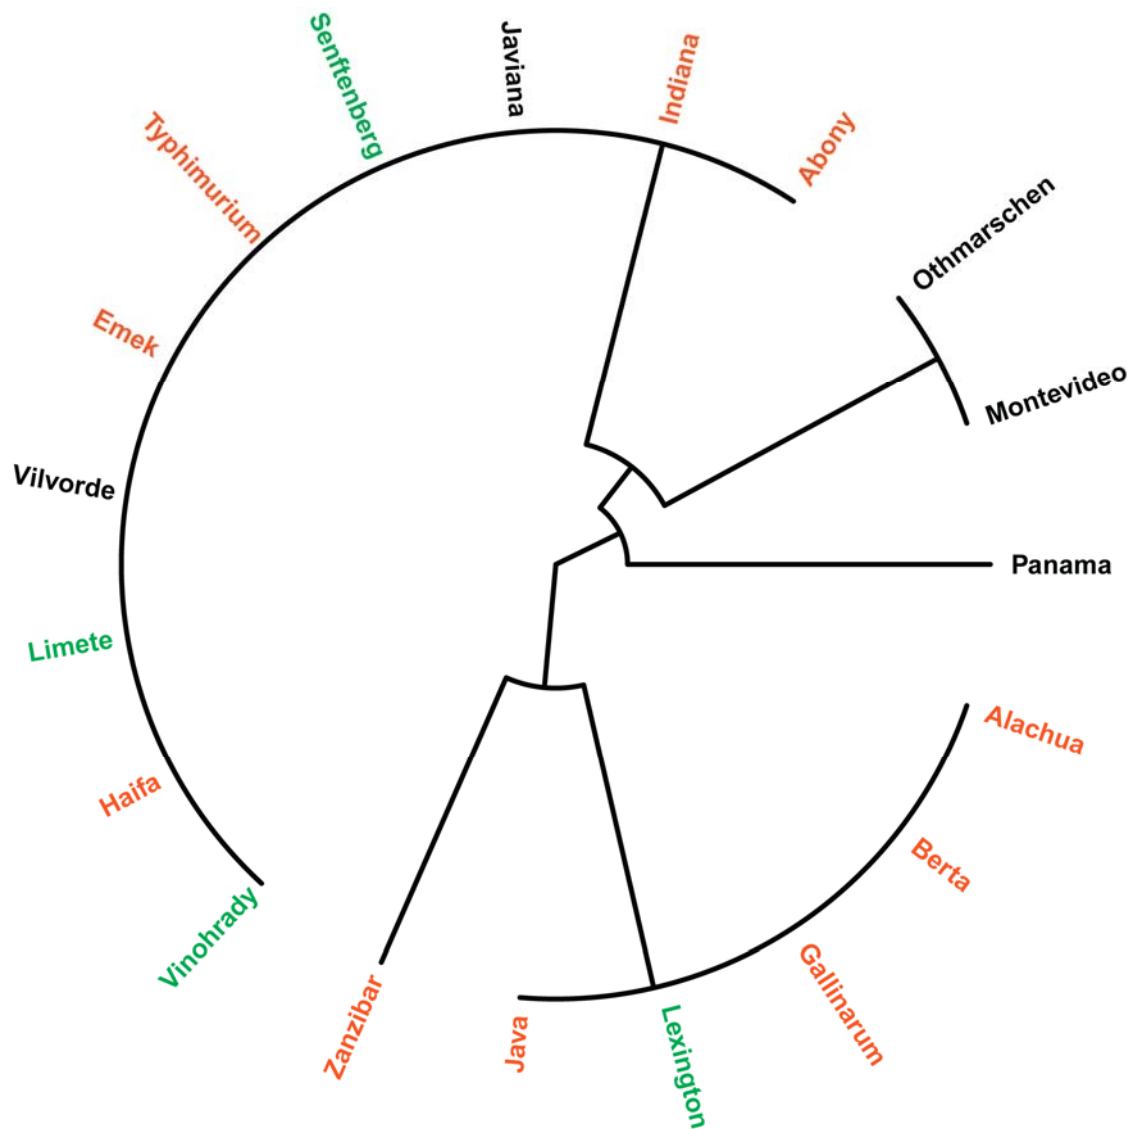 Senftenberg
Javiana
Indiana
Abony
Othmarschen
Montevideo
Panama
Alachua
Berta
Gallinarum
Lexington
Java
Zanzibar
Vinohrady
Haifa
Limete
Vilvorde
Emek
Typhimurium